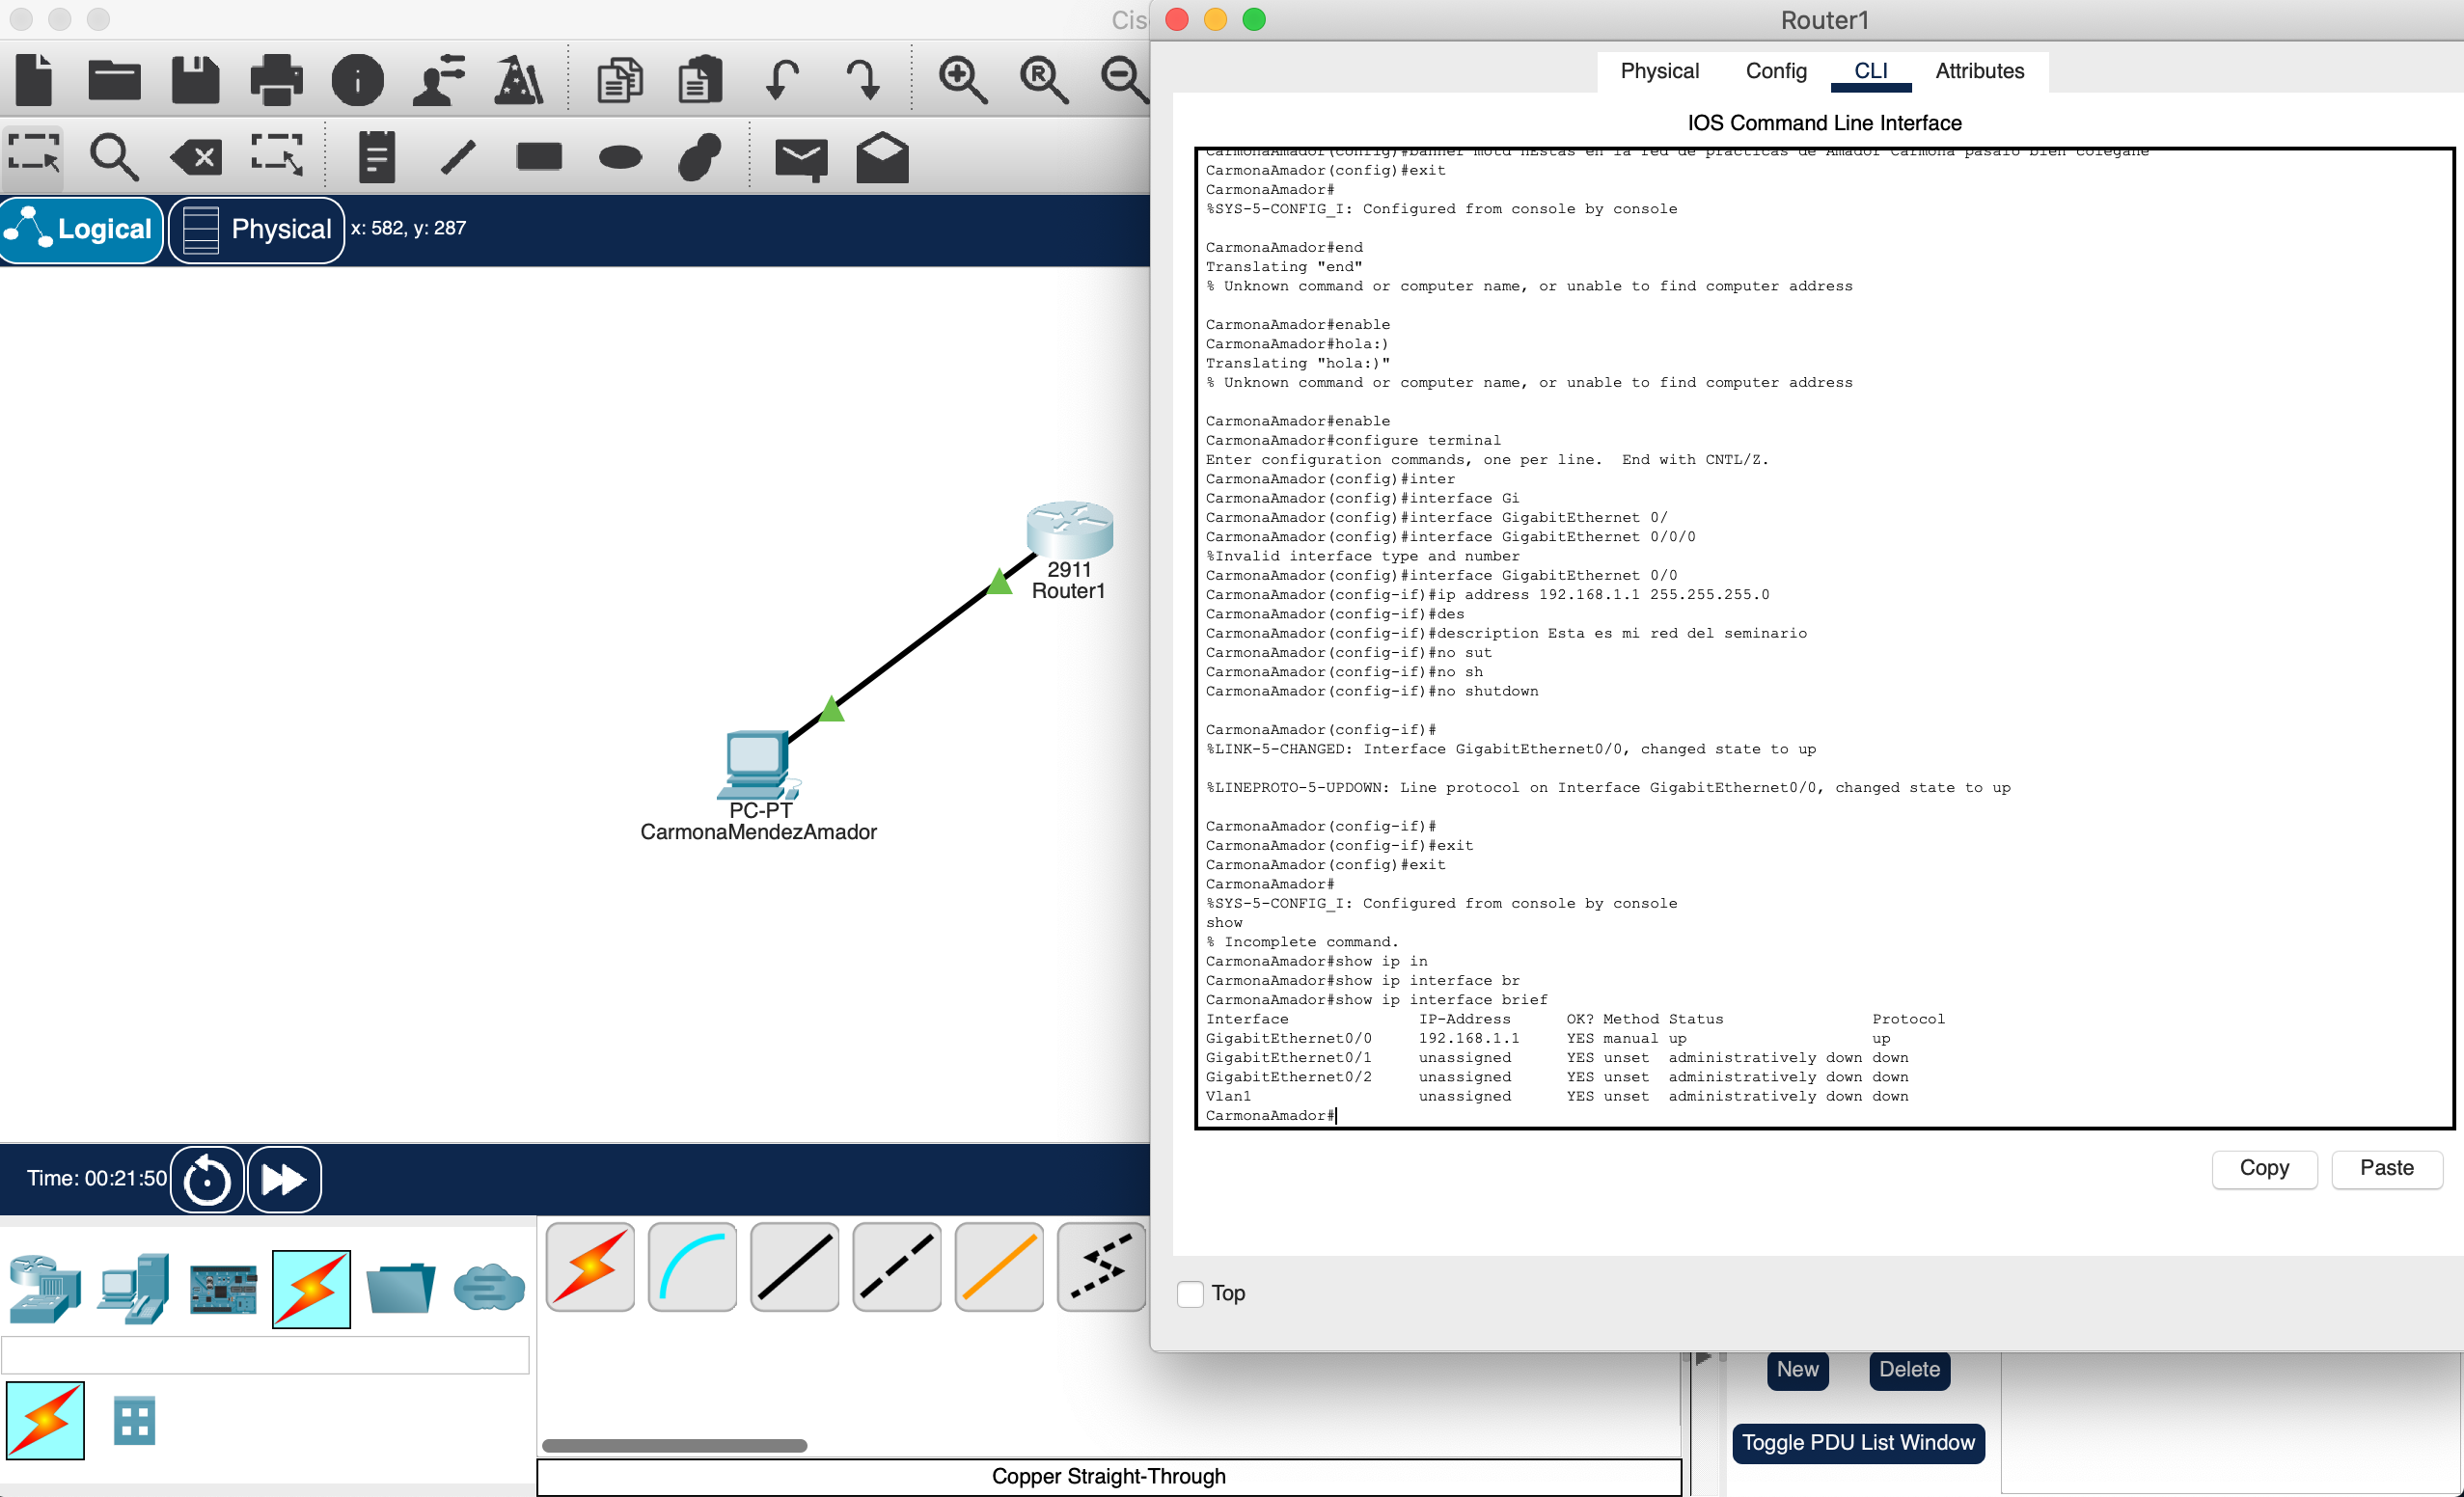 Cis
Logical
Physical
x: 582, y: 287
2911
Router1
PC-PT
CarmonaMendezAmador
Time: 00:21:50
Copper Straight-Through
Router1
Physical Config CLI Attributes
IOS Command Line Interface
CarmonaAmador(config)#banner motd
CarmonaAmador(config)#exit
CarmonaAmador#
%SYS-5-CONFIG_I: Configured from console by console
CarmonaAmador#end
Translating "end"
% Unknown command or computer name, or unable to find computer address
CarmonaAmador#enable
CarmonaAmador#hola:)
Translating "hola:)"
% Unknown command or computer name, or unable to find computer address
CarmonaAmador#enable
CarmonaAmador#configure terminal
Enter configuration commands, one per line.  End with CNTL/Z.
CarmonaAmador(config)#inter
CarmonaAmador(config)#interface Gi
CarmonaAmador(config)#interface GigabitEthernet 0/
CarmonaAmador(config)#interface GigabitEthernet 0/0/0
%Invalid interface type and number
CarmonaAmador(config)#interface GigabitEthernet 0/0
CarmonaAmador(config-if)#ip address 192.168.1.1 255.255.255.0
CarmonaAmador(config-if)#des
CarmonaAmador(config-if)#description Esta es mi red del seminario
CarmonaAmador(config-if)#no sut
CarmonaAmador(config-if)#no sh
CarmonaAmador(config-if)#no shutdown
CarmonaAmador(config-if)#
%LINK-5-CHANGED: Interface GigabitEthernet0/0, changed state to up
%LINEPROTO-5-UPDOWN: Line protocol on Interface GigabitEthernet0/0, changed state to up
CarmonaAmador(config-if)#
CarmonaAmador(config-if)#exit
CarmonaAmador(config)#exit
CarmonaAmador#
%SYS-5-CONFIG_I: Configured from console by console
show
% Incomplete command.
CarmonaAmador#show ip in
CarmonaAmador#show ip interface br
CarmonaAmador#show ip interface brief
Interface IP-Address OK? Method Status Protocol
GigabitEthernet0/0 192.168.1.1 YES manual up up
GigabitEthernet0/1 unassigned YES unset administratively down down
GigabitEthernet0/2 unassigned YES unset administratively down down
Vlan1 unassigned YES unset administratively down down
CarmonaAmador#
Copy
Paste
Top
New
Delete
Toggle PDU List Window